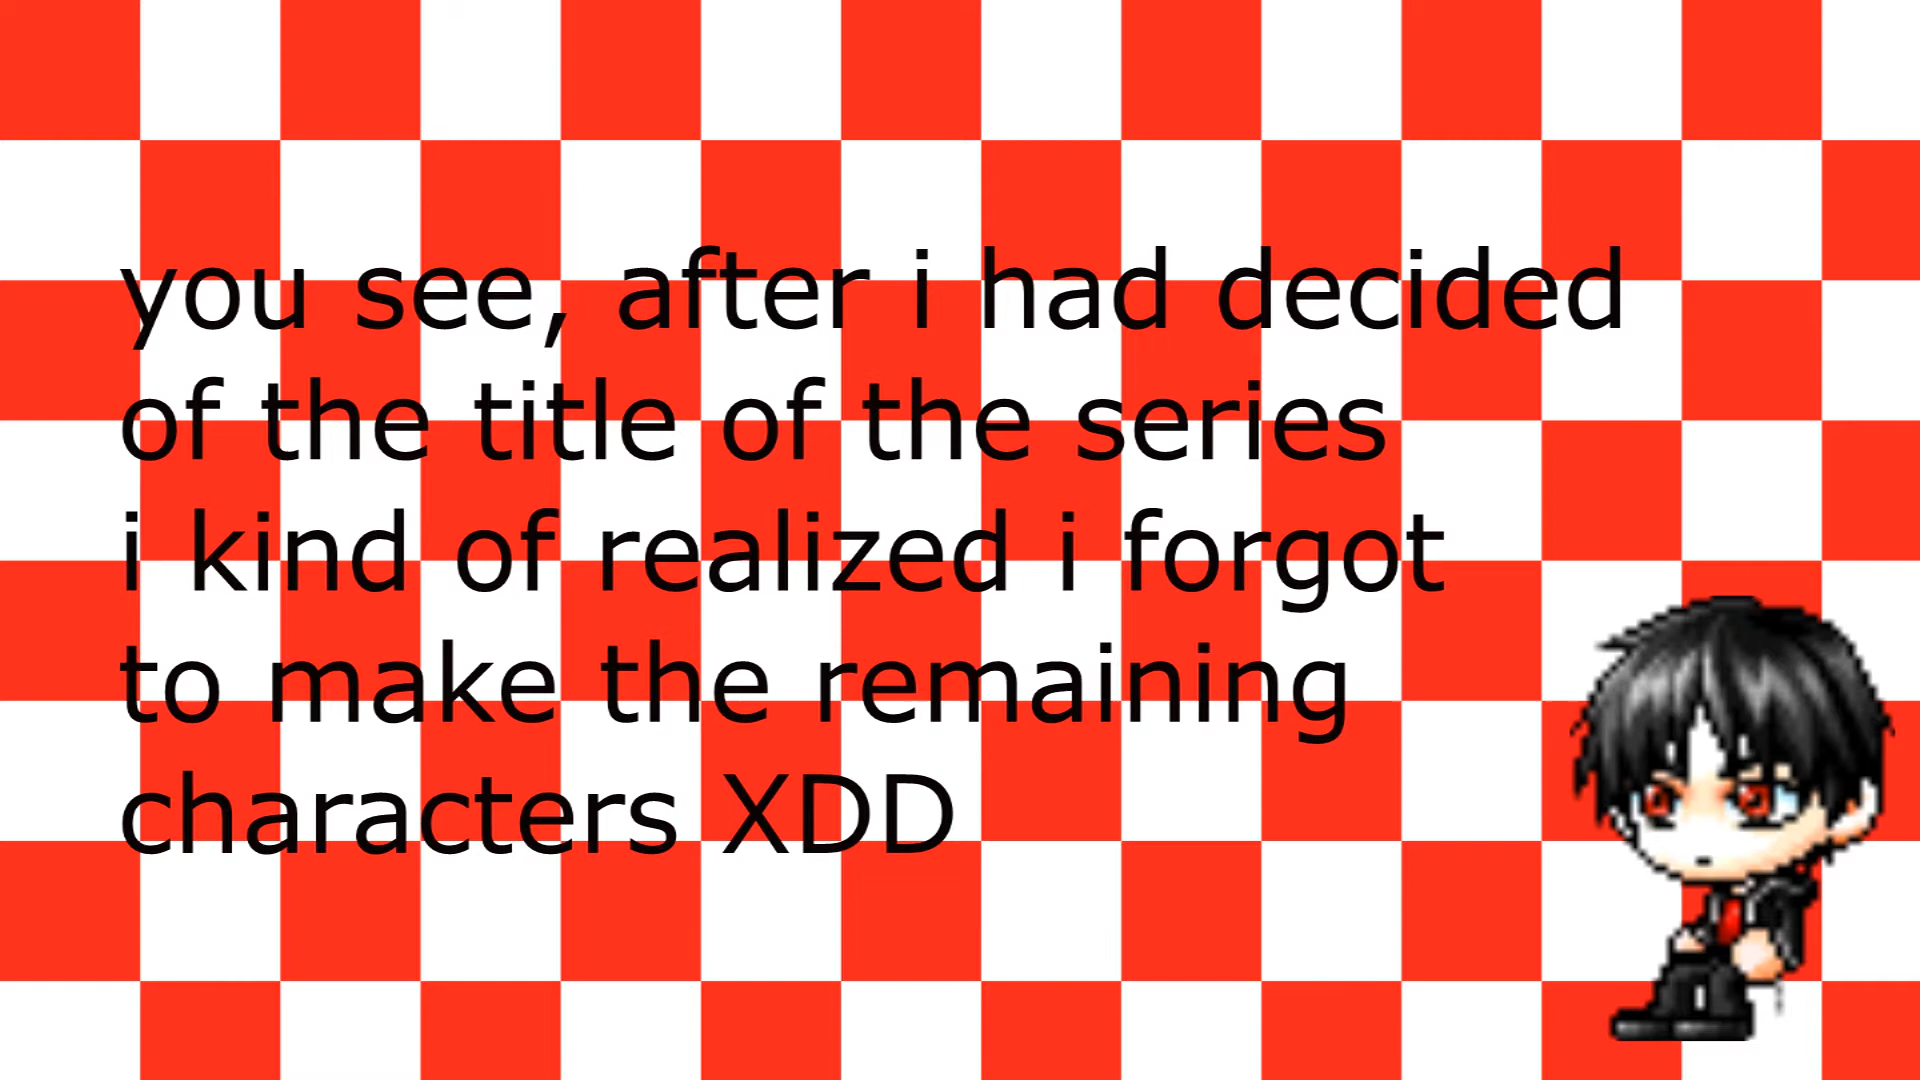 you see, after i had decided
of the title of the series
i kind of realized i forgot
to make the remaining
characters XDD